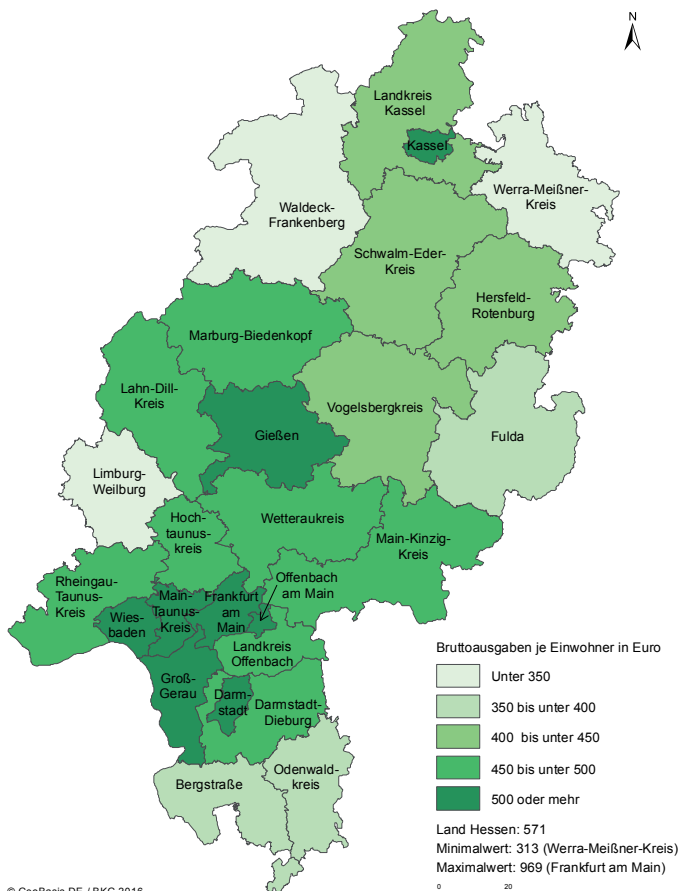 N
Landkreis
Kassel
Kassel
Werra-Meißner-
Kreis
Waldeck-
Frankenberg
Schwalm-Eder-
Kreis
Hersfeld-
Rotenburg
Marburg-Biedenkopf
Lahn-Dill-
Kreis
Vogelsbergkreis
Gießen
Fulda
Limburg-
Weilburg
Hoch-
taunus-
kreis
Wetteraukreis
Main-Kinzig-
Kreis
Rheingau-
Taunus-
Kreis
Offenbach
am Main
Main-
Taunus-
Kreis
Frankfurt
am
Main
Wies-
baden
Landkreis
Offenbach
Groß-
Gerau
Darm-
stadt
Darmstadt-
Dieburg
Bergstraße
Odenwald-
kreis
Bruttoausgaben je Einwohner in Euro
Unter 350
350 bis unter 400
400 bis unter 450
450 bis unter 500
500 oder mehr
Land Hessen: 571
Minimalwert: 313 (Werra-Meißner-Kreis)
Maximalwert: 969 (Frankfurt am Main)
0 20
© GeoBasis-DE / BKG 2016